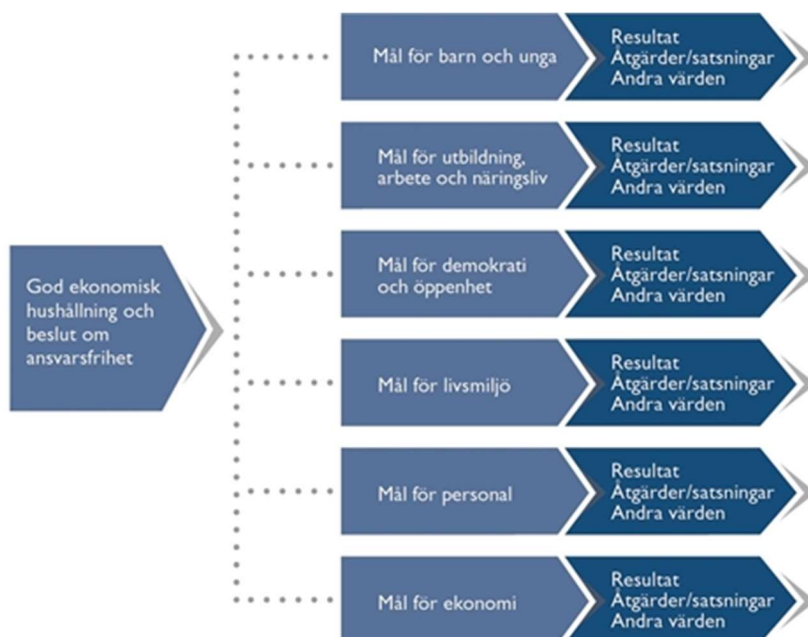 God ekonomisk
hushållning och
beslut om
ansvarsfrihet
Mål för barn och unga
Resultat
Åtgärder/satsningar
Andra värden
Mål för utbildning,
arbete och näringsliv
Resultat
Åtgärder/satsningar
Andra värden
Mål för demokrati
och öppenhet
Resultat
Åtgärder/satsningar
Andra värden
Mål för livsmiljö
Resultat
Åtgärder/satsningar
Andra värden
Mål för personal
Resultat
Åtgärder/satsningar
Andra värden
Mål för ekonomi
Resultat
Åtgärder/satsningar
Andra värden